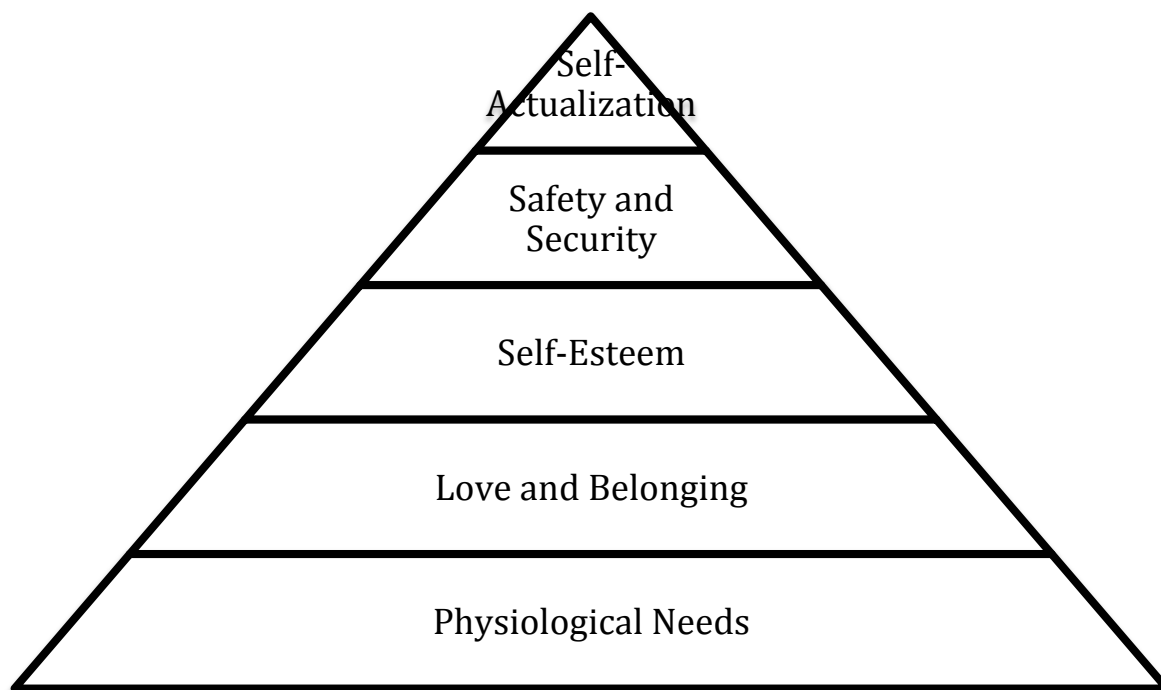 Self-
Actualization
Safety and
Security
Self-Esteem
Love and Belonging
Physiological Needs